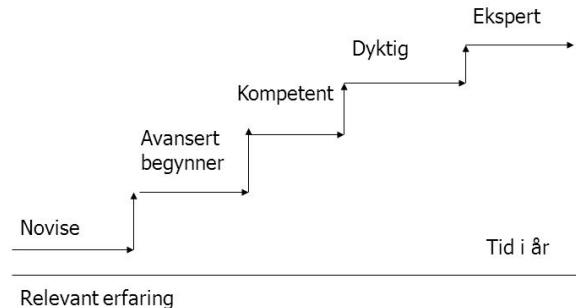 Ekspert
Dyktig
Kompetent
Avansert
begynner
Novise
Tid i år
Relevant erfaring